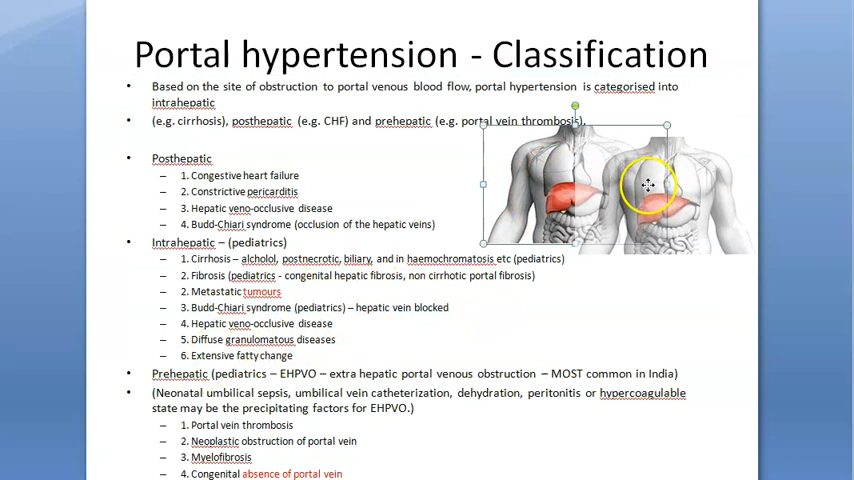 Portal hypertension - Classification
• Based on the site of obstruction to portal venous blood flow, portal hypertension is categorised into
intrahepatic
• (e.g. cirrhosis), posthepatic (e.g. CHF) and prehepatic (e.g. portal vein thrombosis).
• Posthepatic
– 1. Congestive heart failure
– 2. Constrictive pericarditis
– 3. Hepatic veno-occlusive disease
– 4. Budd-Chiari syndrome (occlusion of the hepatic veins)
• Intrahepatic – (pediatrics)
– 1. Cirrhosis – alcholol, postnecrotic, biliary, and in haemochromatosis etc (pediatrics)
– 2. Fibrosis (pediatrics - congenital hepatic fibrosis, non cirrhotic portal fibrosis)
– 2. Metastatic tumours
– 3. Budd-Chiari syndrome (pediatrics) – hepatic vein blocked
– 4. Hepatic veno-occlusive disease
– 5. Diffuse granulomatous diseases
– 6. Extensive fatty change
• Prehepatic (pediatrics – EHPVO – extra hepatic portal venous obstruction – MOST common in India)
• (Neonatal umbilical sepsis, umbilical vein catheterization, dehydration, peritonitis or hypercoagulable
state may be the precipitating factors for EHPVO.)
– 1. Portal vein thrombosis
– 2. Neoplastic obstruction of portal vein
– 3. Myelofibrosis
– 4. Congenital absence of portal vein